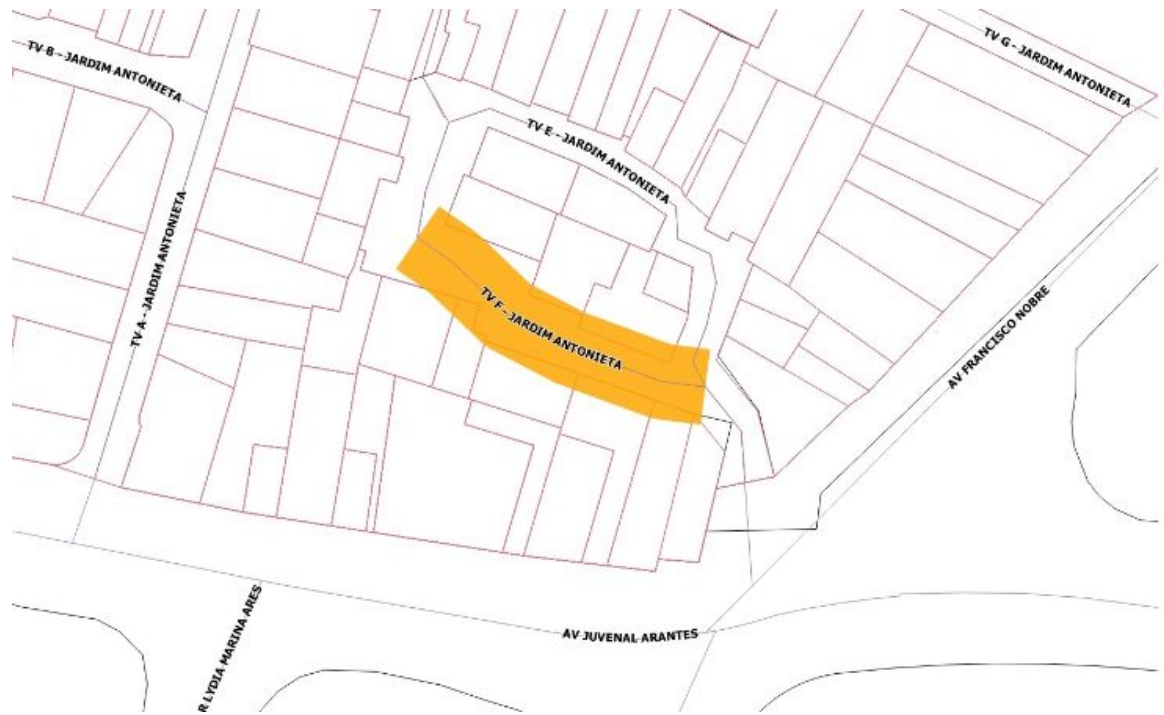 TV B - JARDIM ANTONIETA
TV G - JARDIM ANTONIETA
TV E - JARDIM ANTONIETA
TV A - JARDIM ANTONIETA
TV F - JARDIM ANTONIETA
AV FRANCISCO NOBRE
R LYDIA MARINA ARES
AV JUVENAL ARANTES